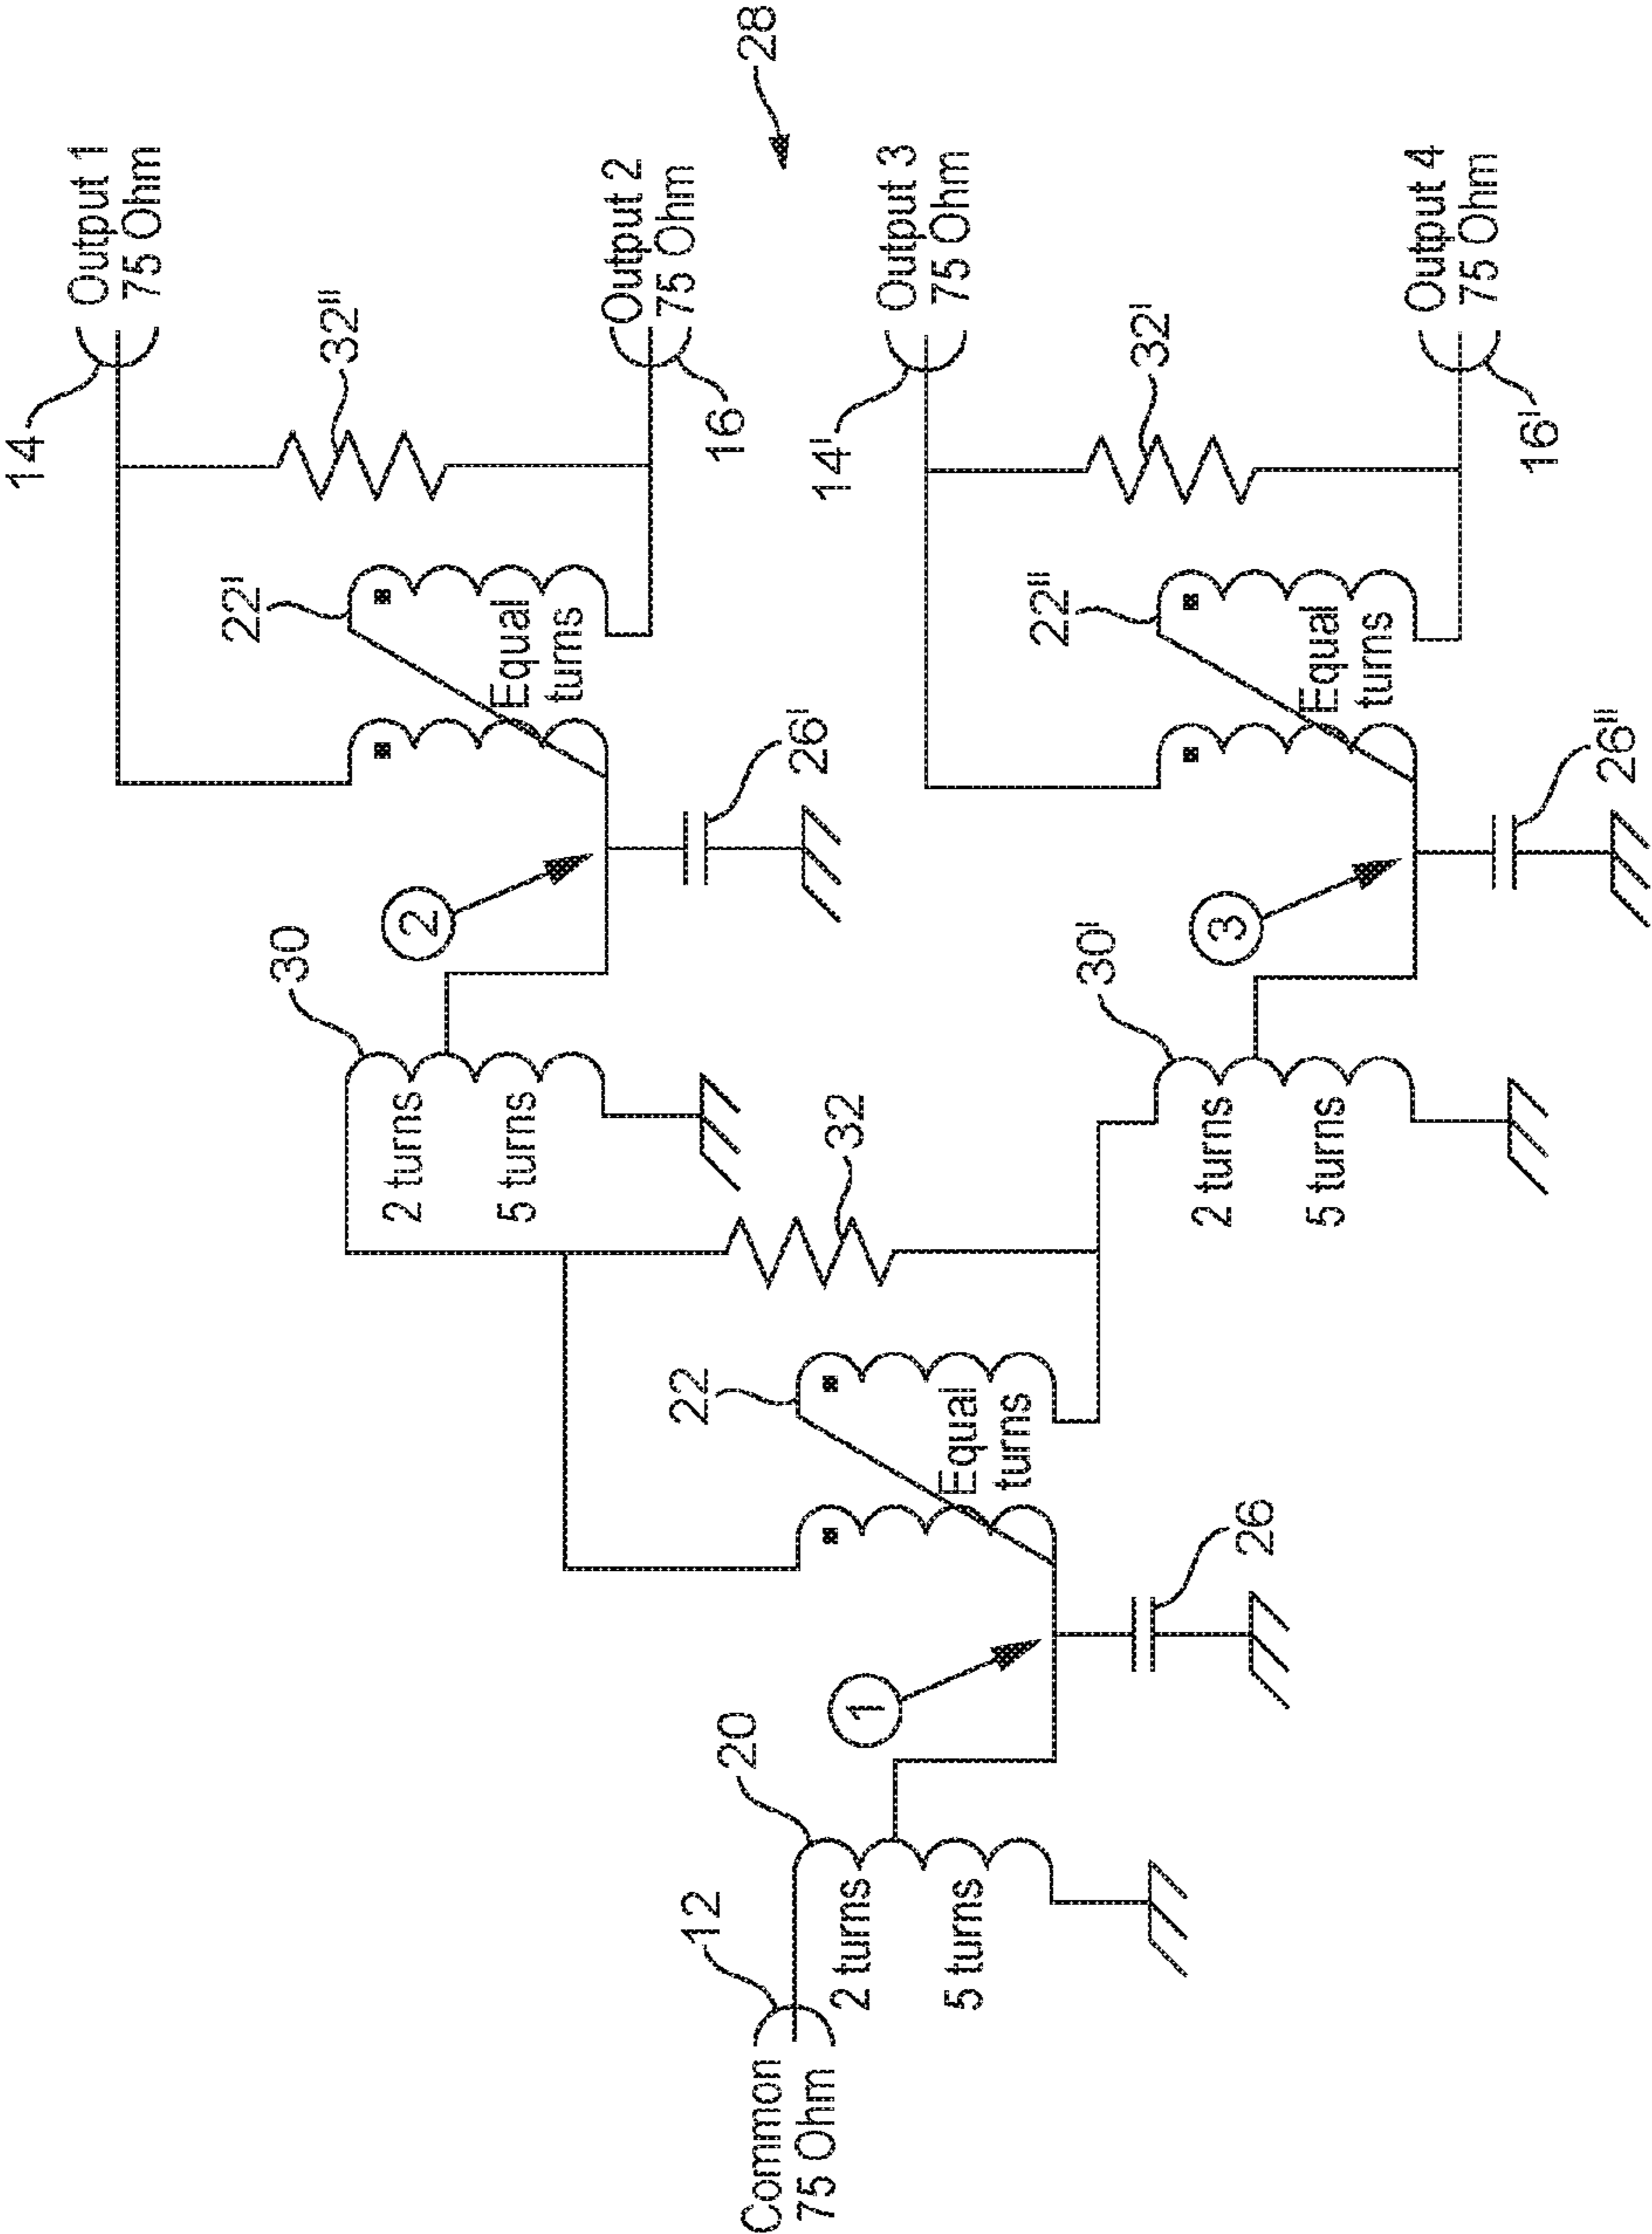 28
14
Output 1
75 Ohm
32"
22'
Equal
turns
Output 2
75 Ohm
16
30
2
26'
2 turns
5 turns
14'
Output 3
75 Ohm
32'
22"
Equal
turns
Output 4
75 Ohm
16'
30'
3
26"
2 turns
5 turns
32
22
Equal
turns
1
26
20
12
Common
75 Ohm
2 turns
5 turns